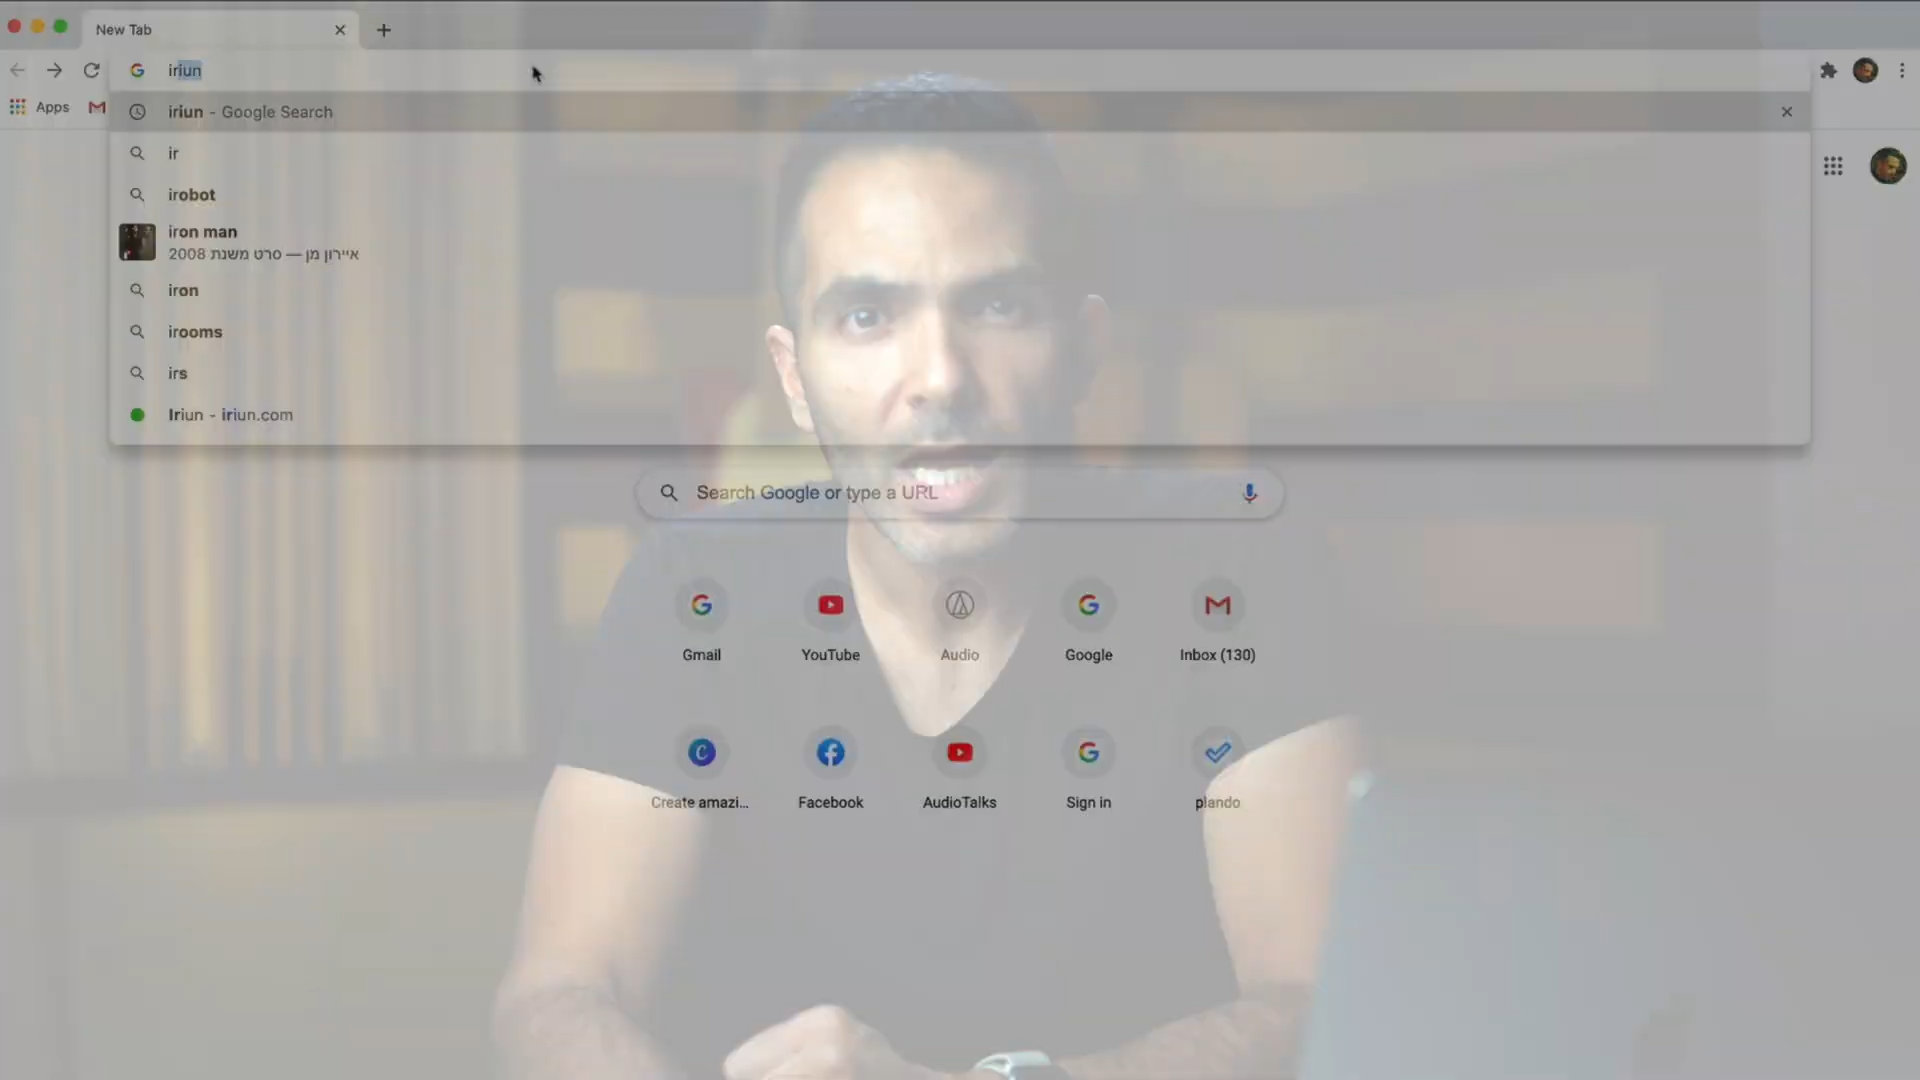 New Tab
iriun
Apps
iriun - Google Search
ir
irobot
iron man
איירון מן — סרט משנת 2008
iron
irooms
irs
Iriun - iriun.com
Search Google or type a URL
Gmail
YouTube
Audio
Google
Inbox (130)
Create amazi...
Facebook
AudioTalks
Sign in
plando